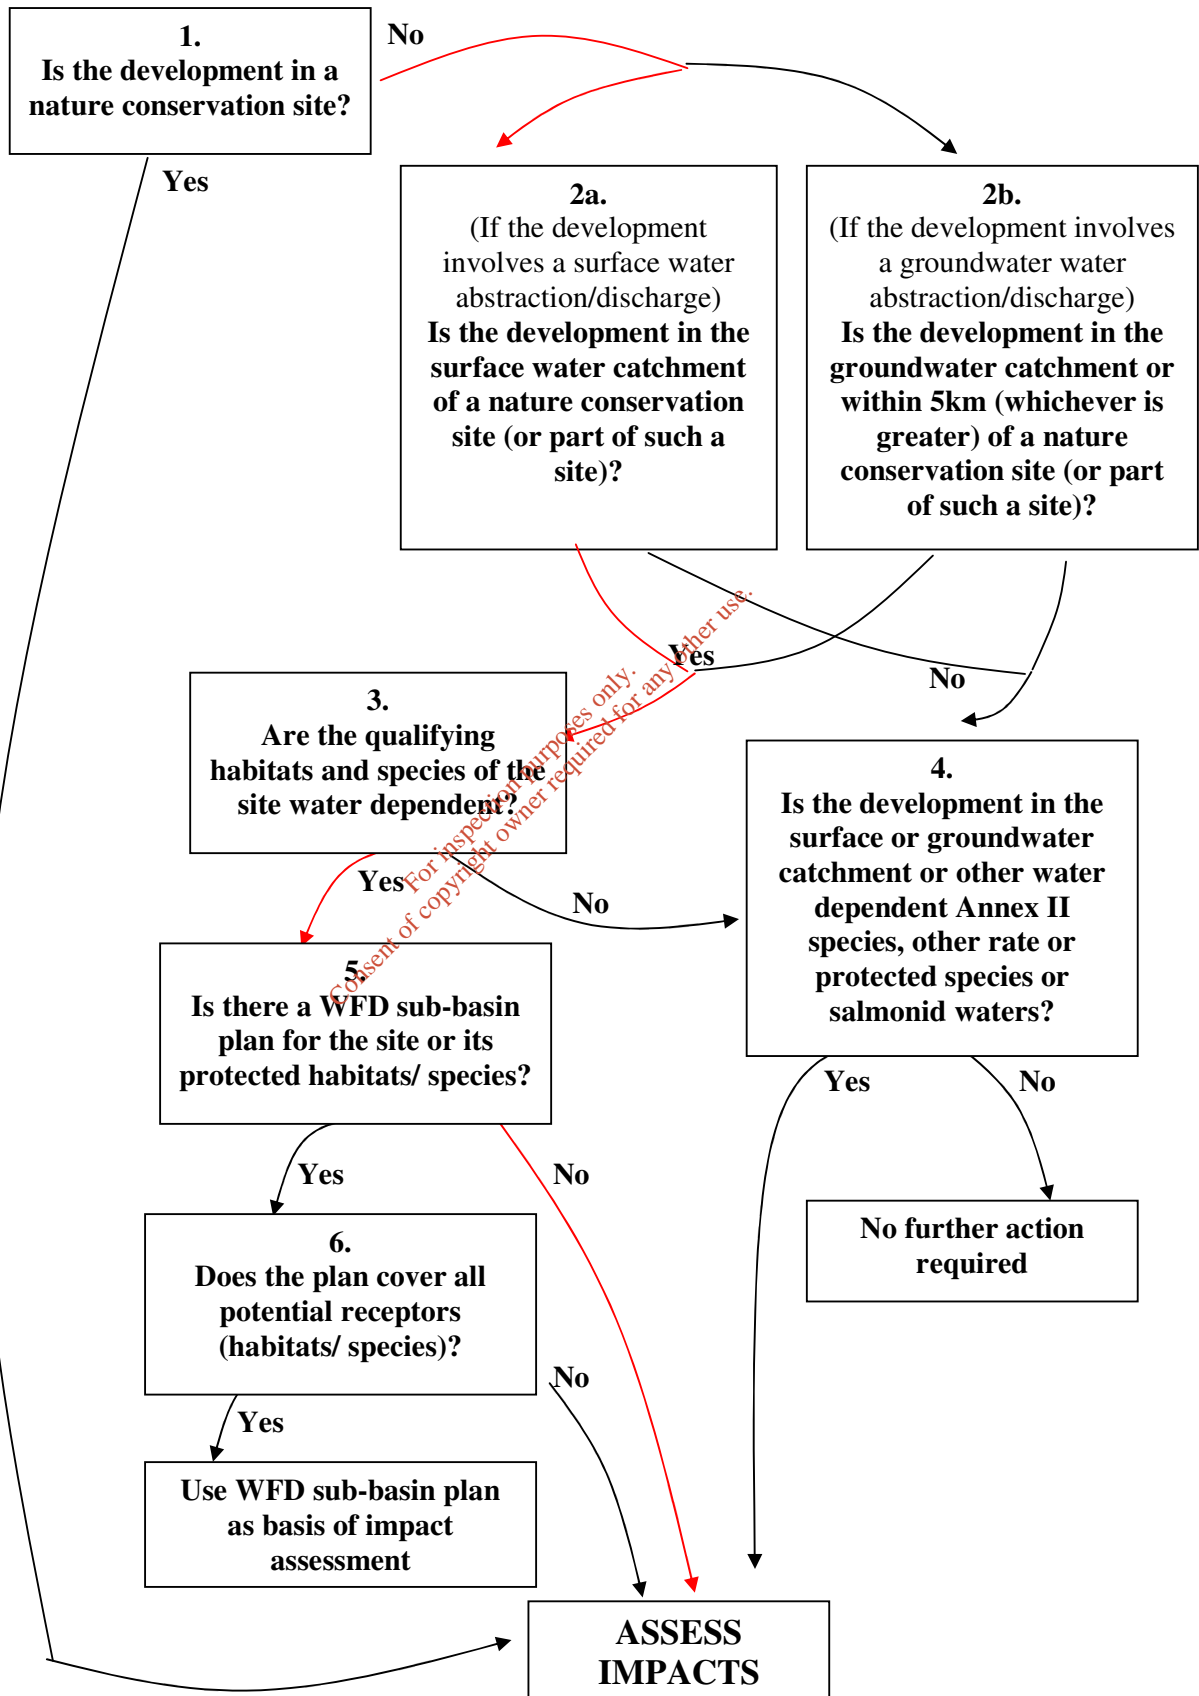 1.
Is the development in a
nature conservation site?
No
Yes
2a.
(If the development
involves a surface water
abstraction/discharge)
Is the development in the
surface water catchment
of a nature conservation
site (or part of such a
site)?
2b.
(If the development involves
a groundwater water
abstraction/discharge)
Is the development in the
groundwater catchment or
within 5km (whichever is
greater) of a nature
conservation site (or part
of such a site)?
Yes
No
3.
Are the qualifying
habitats and species of the
site water dependent?
4.
Is the development in the
surface or groundwater
catchment or other water
dependent Annex II
species, other rate or
protected species or
salmonid waters?
Yes
No
For inspection purposes only.
Consent of copyright owner required for any other use.
5.
Is there a WFD sub-basin
plan for the site or its
protected habitats/ species?
Yes
No
Yes
No
No further action
required
6.
Does the plan cover all
potential receptors
(habitats/ species)?
No
Yes
Use WFD sub-basin plan
as basis of impact
assessment
ASSESS
IMPACTS